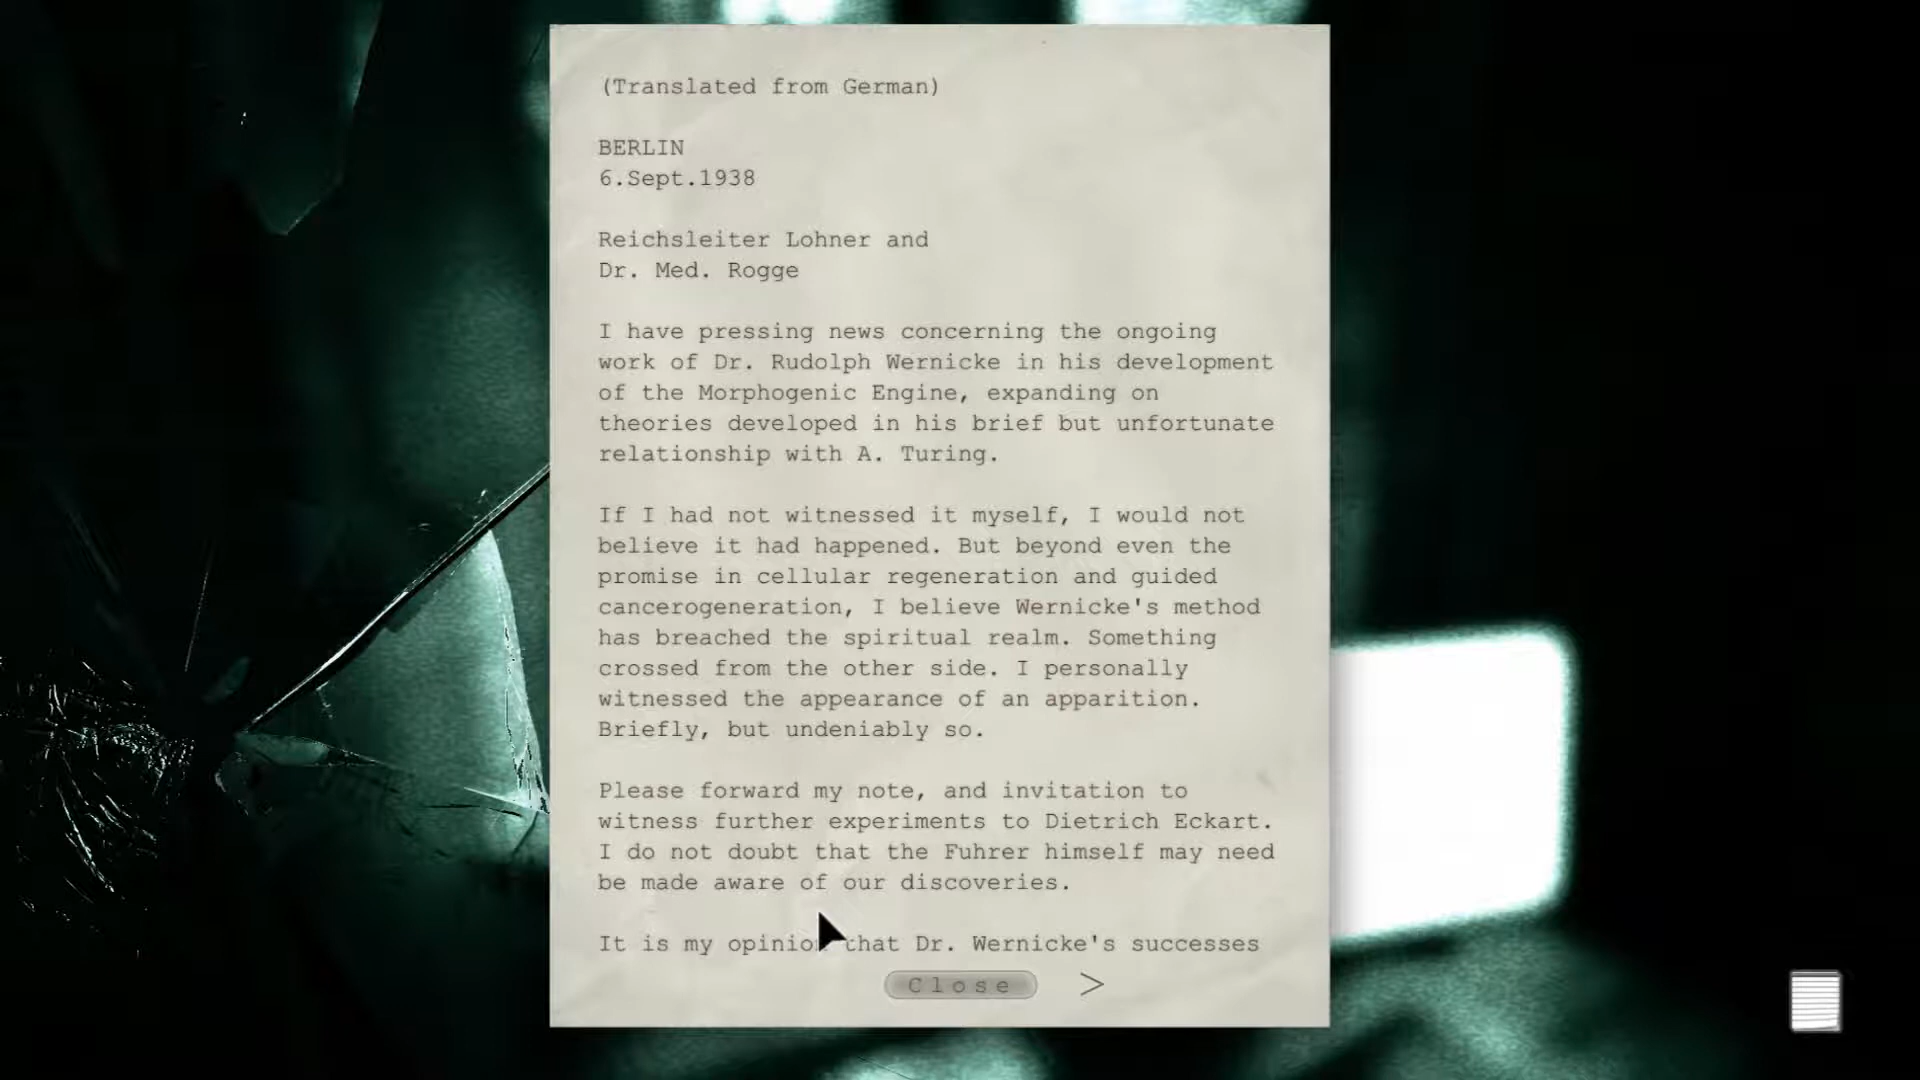 (Translated from German)
BERLIN
6.Sept.1938
Reichsleiter Lohner and
Dr. Med. Rogge
I have pressing news concerning the ongoing
work of Dr. Rudolph Wernicke in his development
of the Morphogenic Engine, expanding on
theories developed in his brief but unfortunate
relationship with A. Turing.
If I had not witnessed it myself, I would not
believe it had happened. But beyond even the
promise in cellular regeneration and guided
cancerogeneration, I believe Wernicke's method
has breached the spiritual realm. Something
crossed from the other side. I personally
witnessed the appearance of an apparition.
Briefly, but undeniably so.
Please forward my note, and invitation to
witness further experiments to Dietrich Eckart.
I do not doubt that the Fuhrer himself may need
be made aware of our discoveries.
It is my opinion that Dr. Wernicke's successes
Close >